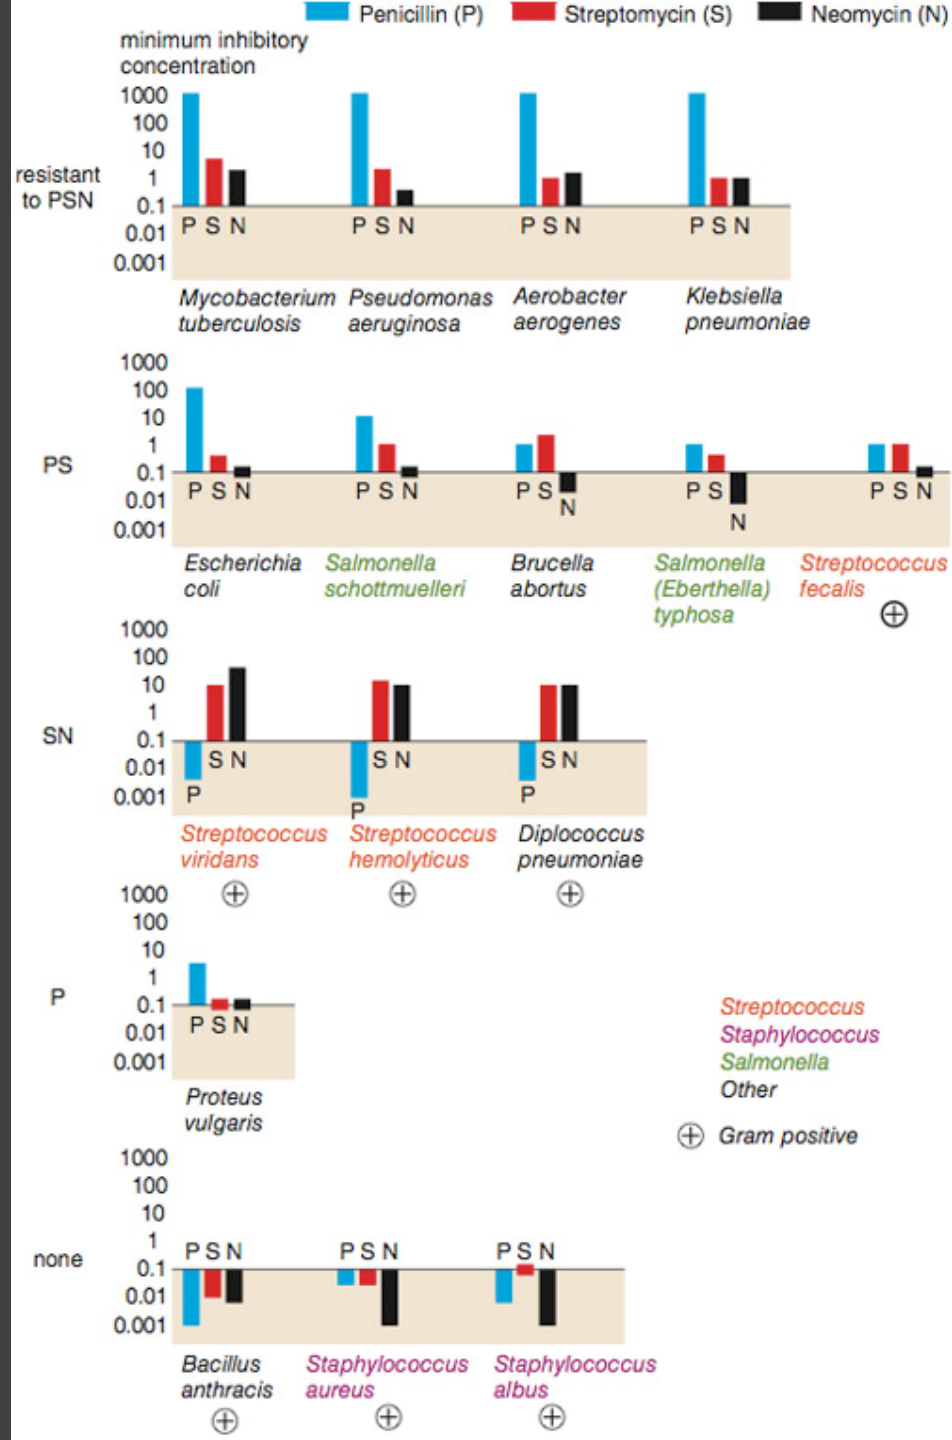 Penicillin (P) Streptomycin (S) Neomycin (N)
minimum inhibitory
concentration
1000
100
10
1
0.1
0.01
0.001
resistant
to PSN
P S N P S N P S N P S N
Mycobacterium Pseudomonas Aerobacter Klebsiella
tuberculosis aeruginosa aerogenes pneumoniae
1000
100
10
1
0.1
0.01
0.001
PS
P S N P S N P S N P S N P S N
Escherichia Salmonella Brucella Salmonella Streptococcus
coli schottmuelleri abortus (Eberthella) fecalis
typhosa
1000
100
10
1
0.1
0.01
0.001
SN
S N S N S N
P P P
Streptococcus Streptococcus Diplococcus
viridans hemolyticus pneumoniae
1000
100
10
1
0.1
0.01
0.001
P
P S N
Proteus
vulgaris
Streptococcus
Staphylococcus
Salmonella
Other
Gram positive
1000
100
10
1
0.1
0.01
0.001
none
P S N P S N P S N
Bacillus Staphylococcus Staphylococcus
anthracis aureus albus